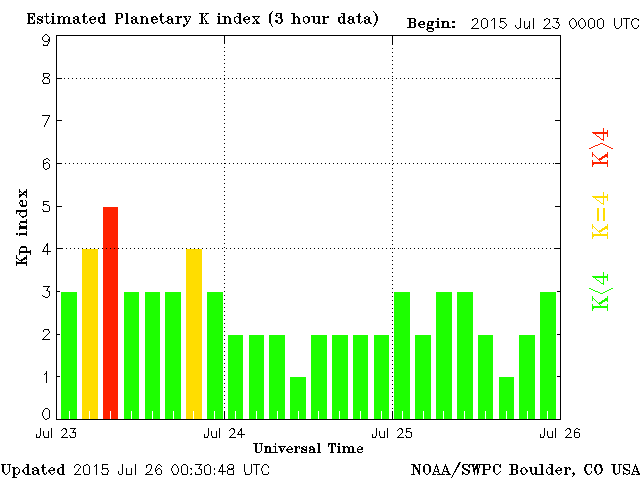 Estimated Planetary K index (3 hour data) Begin: 2015 Jul 23 0000 UTC
9
8
7
6
5
4
3
2
1
0
Kp index
K>4
K=4
K<4
Jul 23 Jul 24 Jul 25 Jul 26
Universal Time
Updated 2015 Jul 26 00:30:48 UTC NOAA/SWPC Boulder, CO USA